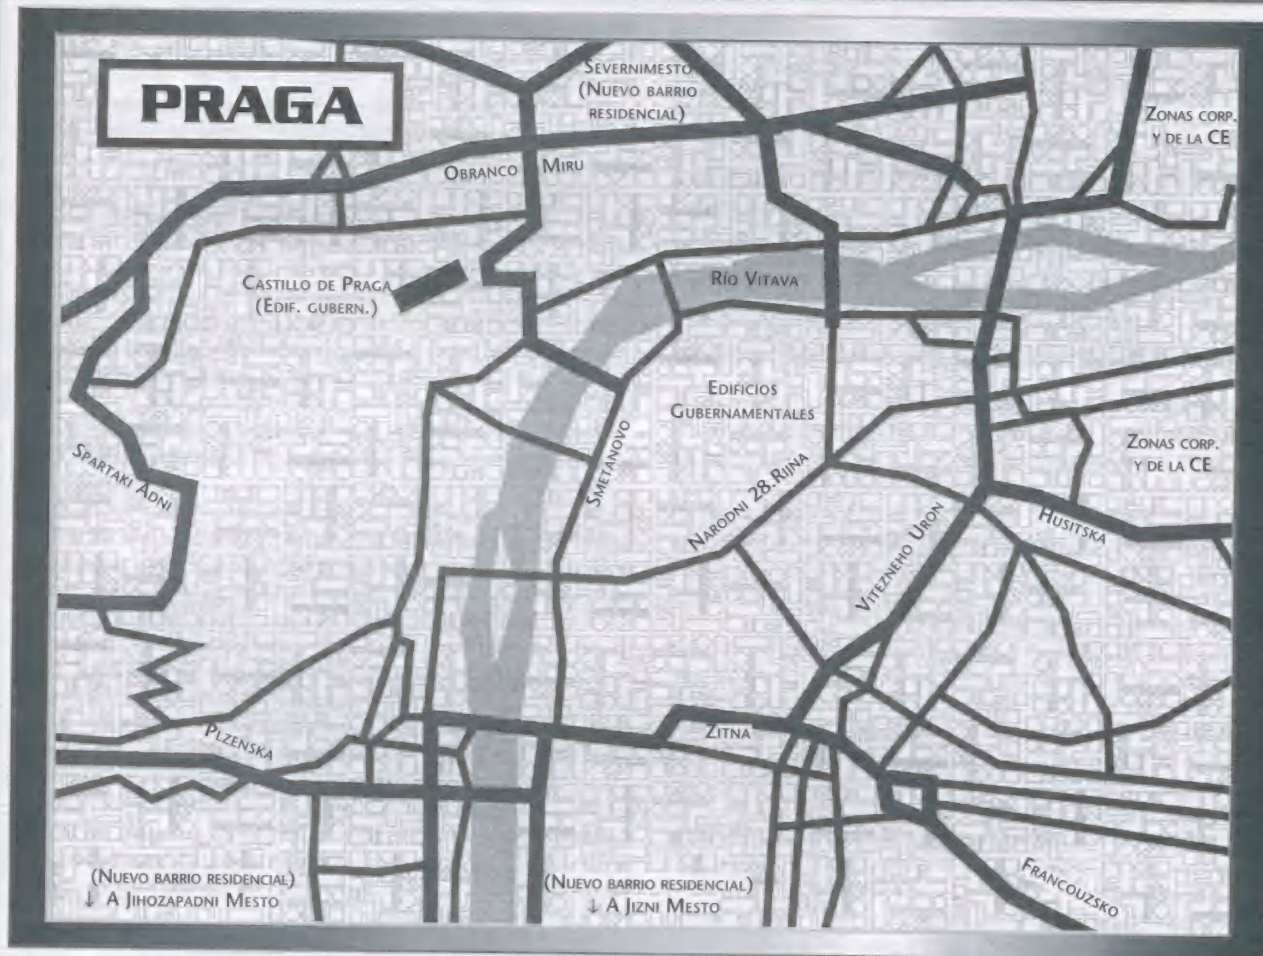 PRAGA
SEVERNIMESTO
(NUEVO BARRIO
RESIDENCIAL)
ZONAS CORP.
Y DE LA CE
OBRANCO MIRU
CASTILLO DE PRAGA
(EDIF. GUBERN.)
RÍO VITAVA
EDIFICIOS
GUBERNAMENTALES
ZONAS CORP.
Y DE LA CE
SPARTAKI ADNI
SMETANOVO
NARODNI 28.RIJNA
VITEZNEHO URON
HUSITSKA
PLZENSKA
ZITNA
(NUEVO BARRIO RESIDENCIAL)
↓ A JIHOZAPADNI MESTO
(NUEVO BARRIO RESIDENCIAL)
↓ A JIZNI MESTO
FRANCOUZSKO